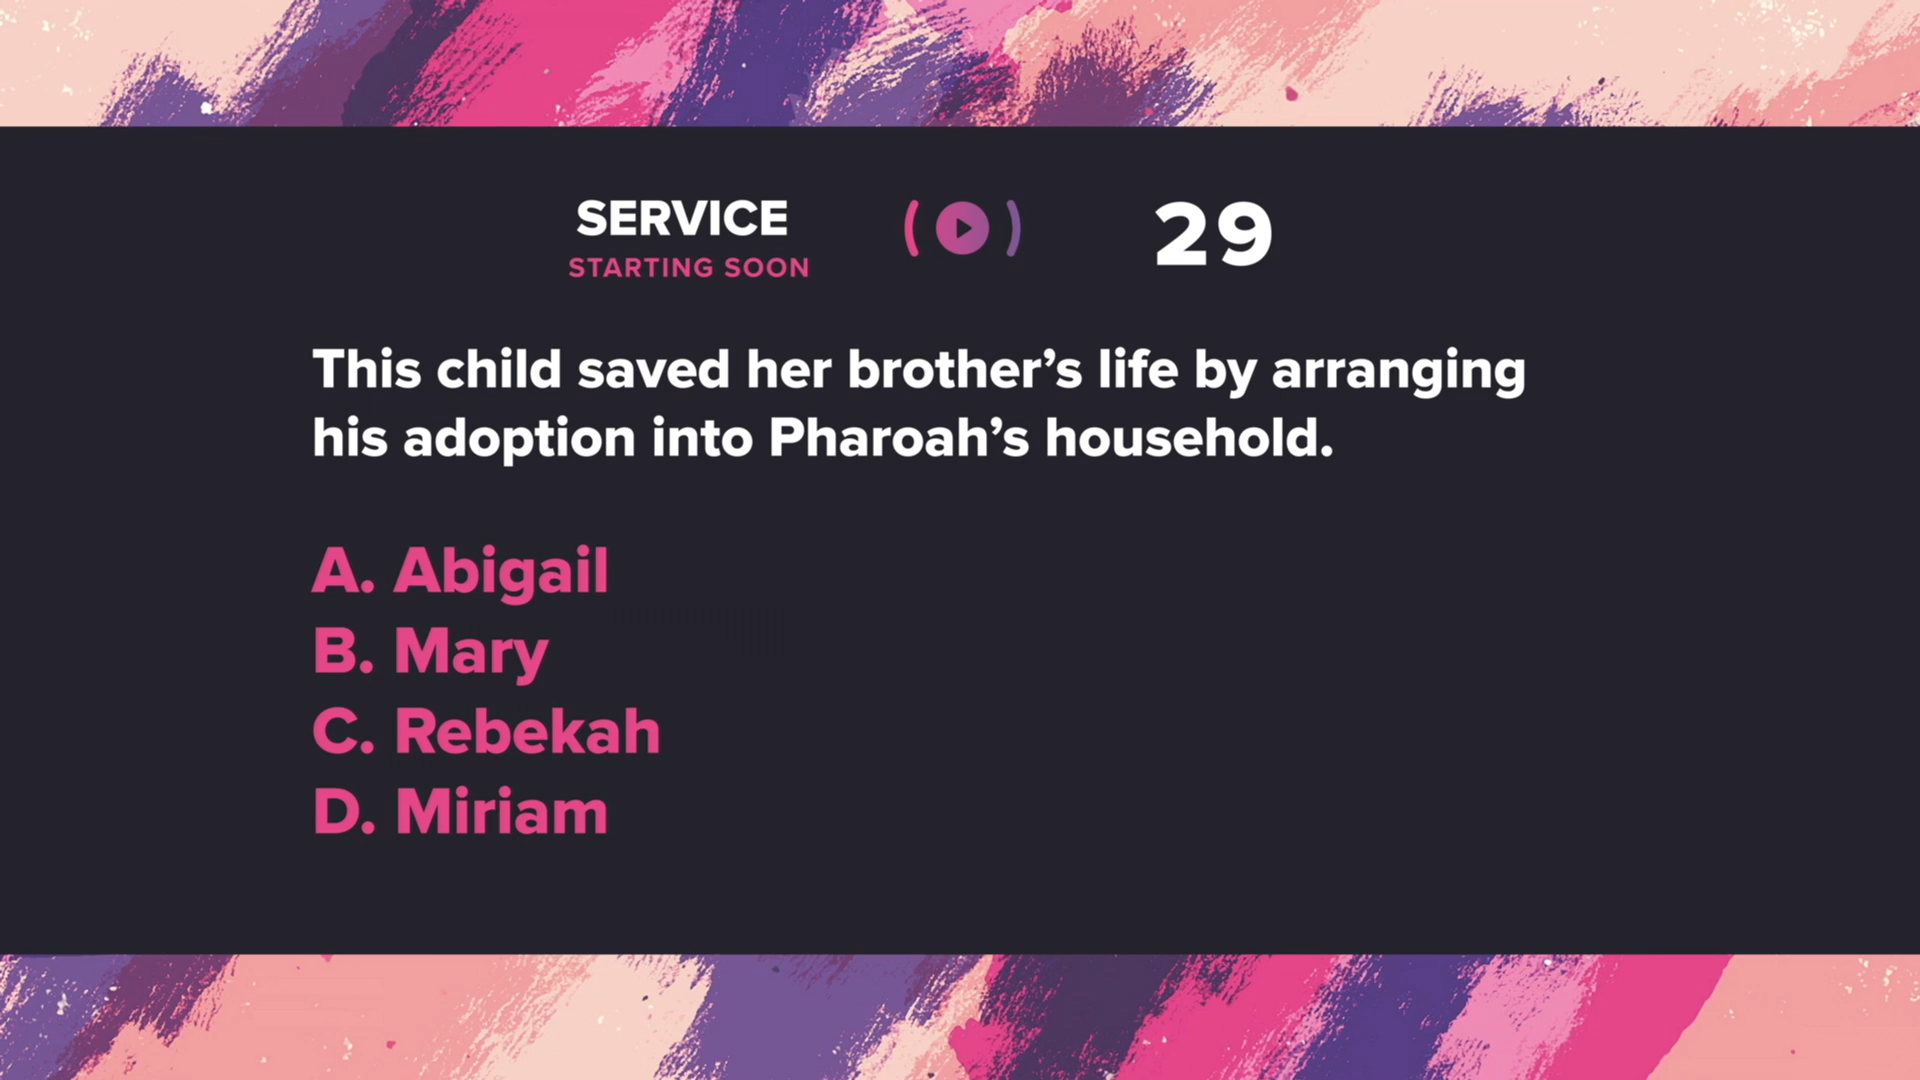 SERVICE
STARTING SOON
29
This child saved her brother’s life by arranging
his adoption into Pharoah’s household.
A. Abigail
B. Mary
C. Rebekah
D. Miriam